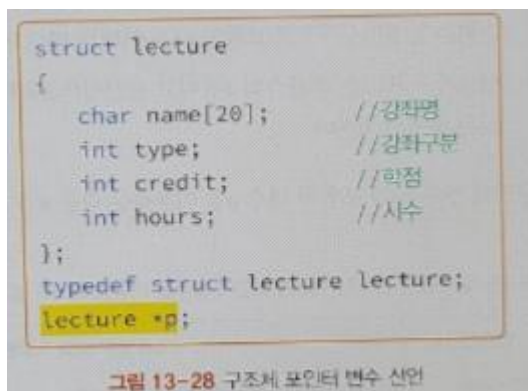 struct lecture
{
char name[20]; //강좌명
int type; //강좌구분
int credit; //학점
int hours; //시수
};
typedef struct lecture lecture;
lecture *p;
그림 13-28 구조체 포인터 변수 선언